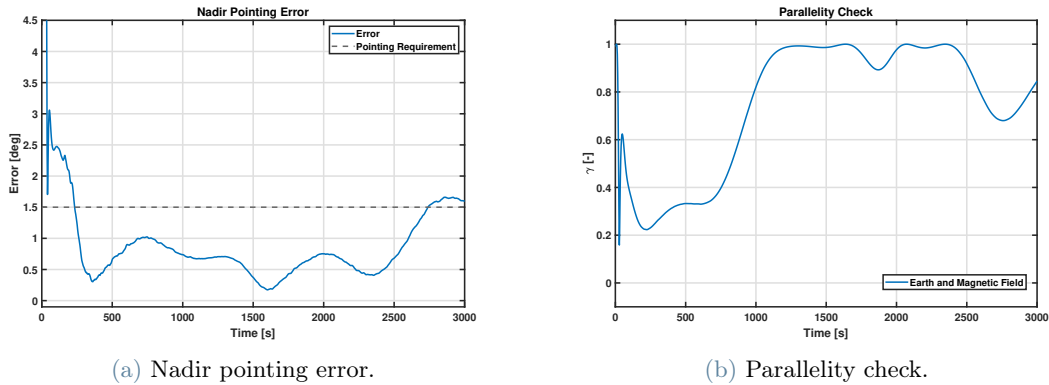 Nadir Pointing Error
4.5
4
3.5
3
2.5
2
1.5
1
0.5
0
Error [deg]
Error
Pointing Requirement
0 500 1000 1500 2000 2500 3000
Time [s]
(a) Nadir pointing error.
Parallelity Check
1
0.8
0.6
0.4
0.2
0
γ [-]
Earth and Magnetic Field
0 500 1000 1500 2000 2500 3000
Time [s]
(b) Parallelity check.